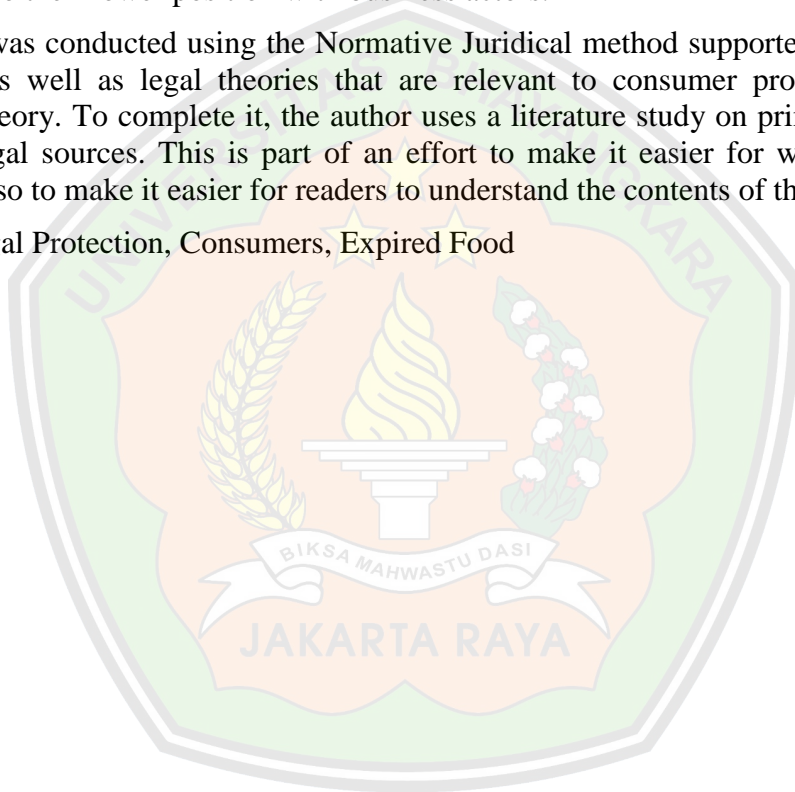 was conducted using the Normative Juridical method supporte
s well as legal theories that are relevant to consumer pro
eory. To complete it, the author uses a literature study on pri
gal sources. This is part of an effort to make it easier for w
so to make it easier for readers to understand the contents of th
al Protection, Consumers, Expired Food
UNIVERSITAS BHAYANGKARA
BIKSA MAHWASTU DASI
JAKARTA RAYA